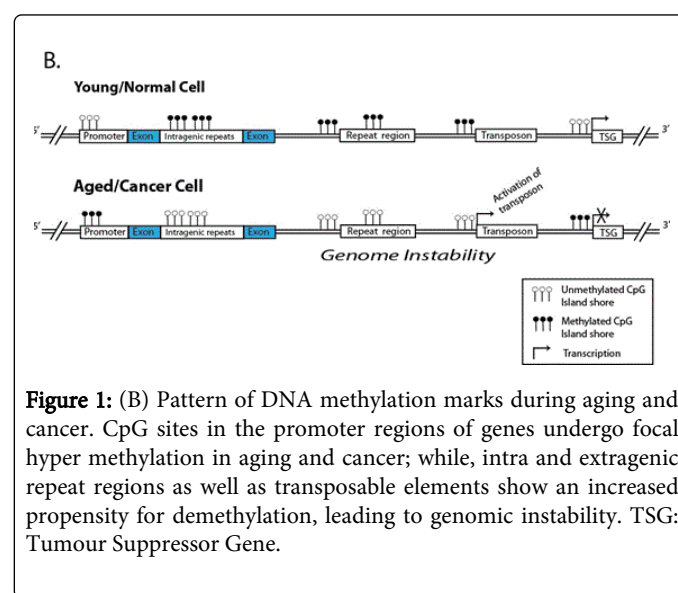 B.
Young/Normal Cell
5’ Promoter Exon Intragenic repeats Exon Repeat region Transposon TSG 3’
Aged/Cancer Cell
Activation of
transposon
5’ Promoter Exon Intragenic repeats Exon Repeat region Transposon TSG 3’
Genome Instability
Unmethylated CpG
Island shore
Methylated CpG
Island shore
Transcription
Figure 1: (B) Pattern of DNA methylation marks during aging and
cancer. CpG sites in the promoter regions of genes undergo focal
hyper methylation in aging and cancer; while, intra and extragenic
repeat regions as well as transposable elements show an increased
propensity for demethylation, leading to genomic instability. TSG:
Tumour Suppressor Gene.